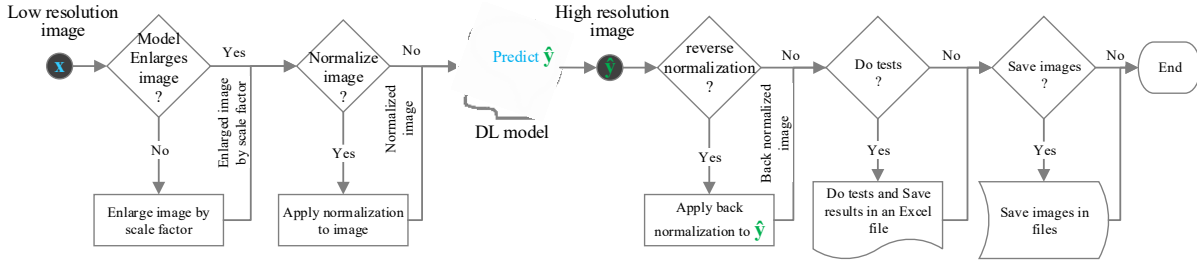 Low resolution
image
x
Model
Enlarges
image?
Yes
No
Enlarge image by
scale factor
Enlarged image
by scale factor
Normalize
image
?
No
Yes
Apply normalization
to image
Normalized
image
Predict ŷ
DL model
High resolution
image
ŷ
reverse
normalization?
No
Yes
Apply back
normalization to ŷ
Back normalized
image
Do tests
?
No
Yes
Do tests and Save
results in an Excel
file
Save images
?
No
Yes
Save images in
files
End